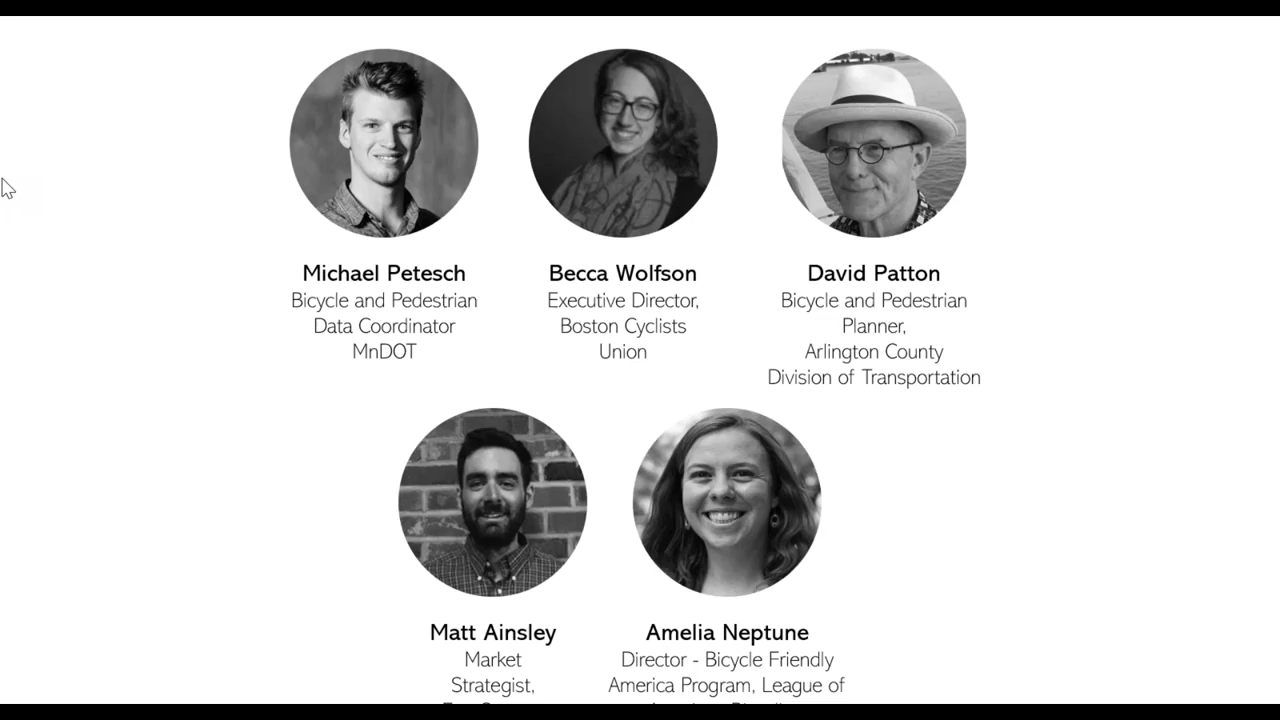 Michael Petesch
Bicycle and Pedestrian
Data Coordinator
MnDOT
Becca Wolfson
Executive Director,
Boston Cyclists
Union
David Patton
Bicycle and Pedestrian
Planner,
Arlington County
Division of Transportation
Matt Ainsley
Market
Strategist,
Amelia Neptune
Director - Bicycle Friendly
America Program, League of